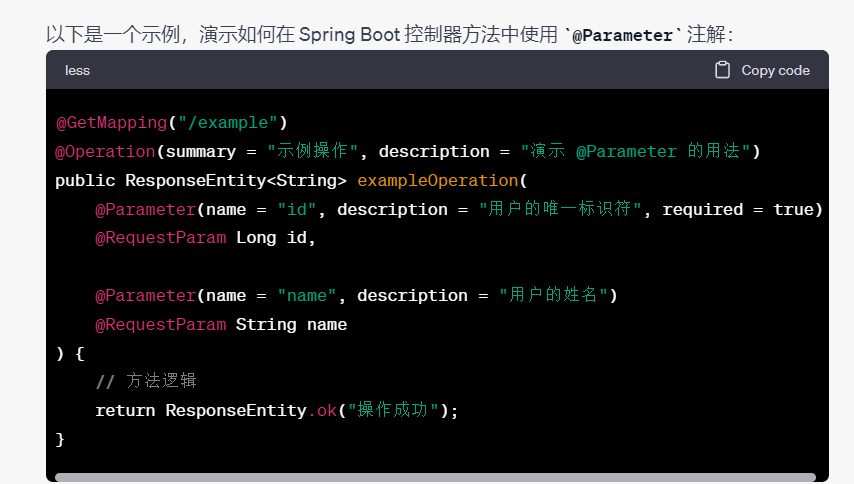 以下是一个示例，演示如何在 Spring Boot 控制器方法中使用 `@Parameter` 注解：
less
Copy code
@GetMapping("/example")
@Operation(summary = "示例操作", description = "演示 @Parameter 的用法")
public ResponseEntity<String> exampleOperation(
    @Parameter(name = "id", description = "用户的唯一标识符", required = true)
    @RequestParam Long id,
    @Parameter(name = "name", description = "用户的姓名")
    @RequestParam String name
) {
    // 方法逻辑
    return ResponseEntity.ok("操作成功");
}